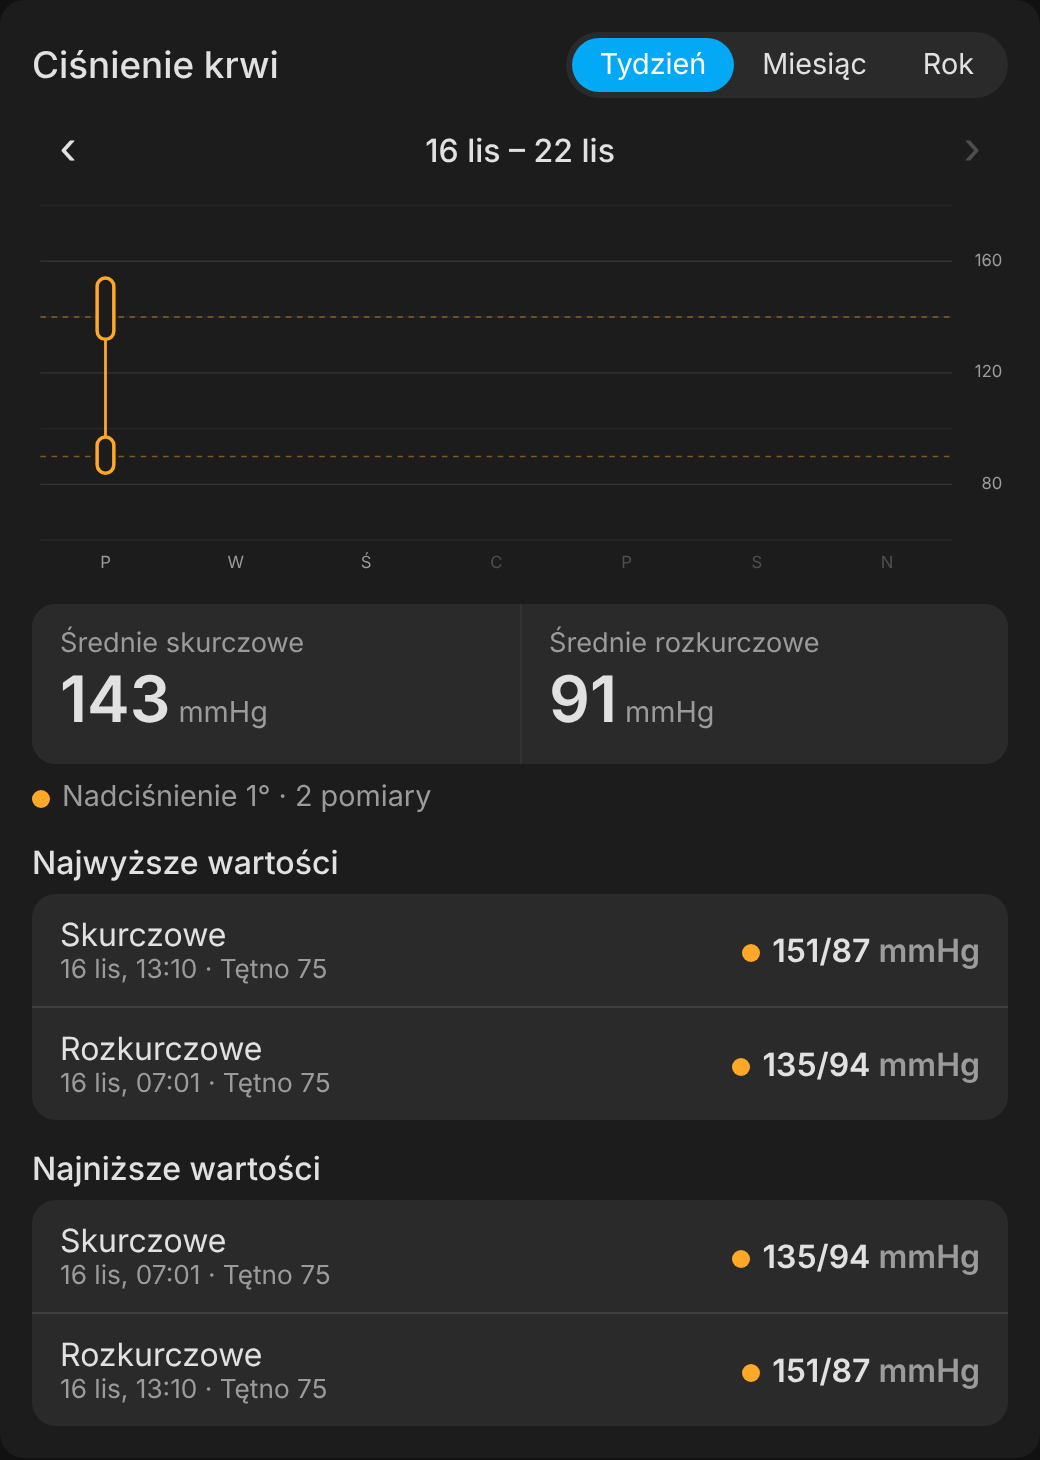 Ciśnienie krwi
Tydzień Miesiąc Rok
16 lis – 22 lis
160
120
80
P W Ś C P S N
Średnie skurczowe
143 mmHg
Średnie rozkurczowe
91 mmHg
Nadciśnienie 1° · 2 pomiary
Najwyższe wartości
Skurczowe
16 lis, 13:10 · Tętno 75
151/87 mmHg
Rozkurczowe
16 lis, 07:01 · Tętno 75
135/94 mmHg
Najniższe wartości
Skurczowe
16 lis, 07:01 · Tętno 75
135/94 mmHg
Rozkurczowe
16 lis, 13:10 · Tętno 75
151/87 mmHg